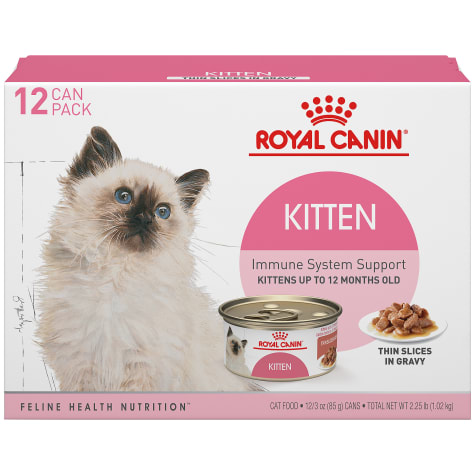 KITTEN
THIN SLICES IN GRAVY
12 CAN
PACK
ROYAL CANIN®
KITTEN
Immune System Support
KITTENS UP TO 12 MONTHS OLD
KITTEN
THIN SLICES
IN GRAVY
FELINE HEALTH NUTRITION™
CAT FOOD • 12/3 oz (85 g) CANS • TOTAL NET WT 2.25 lb (1.02 kg)